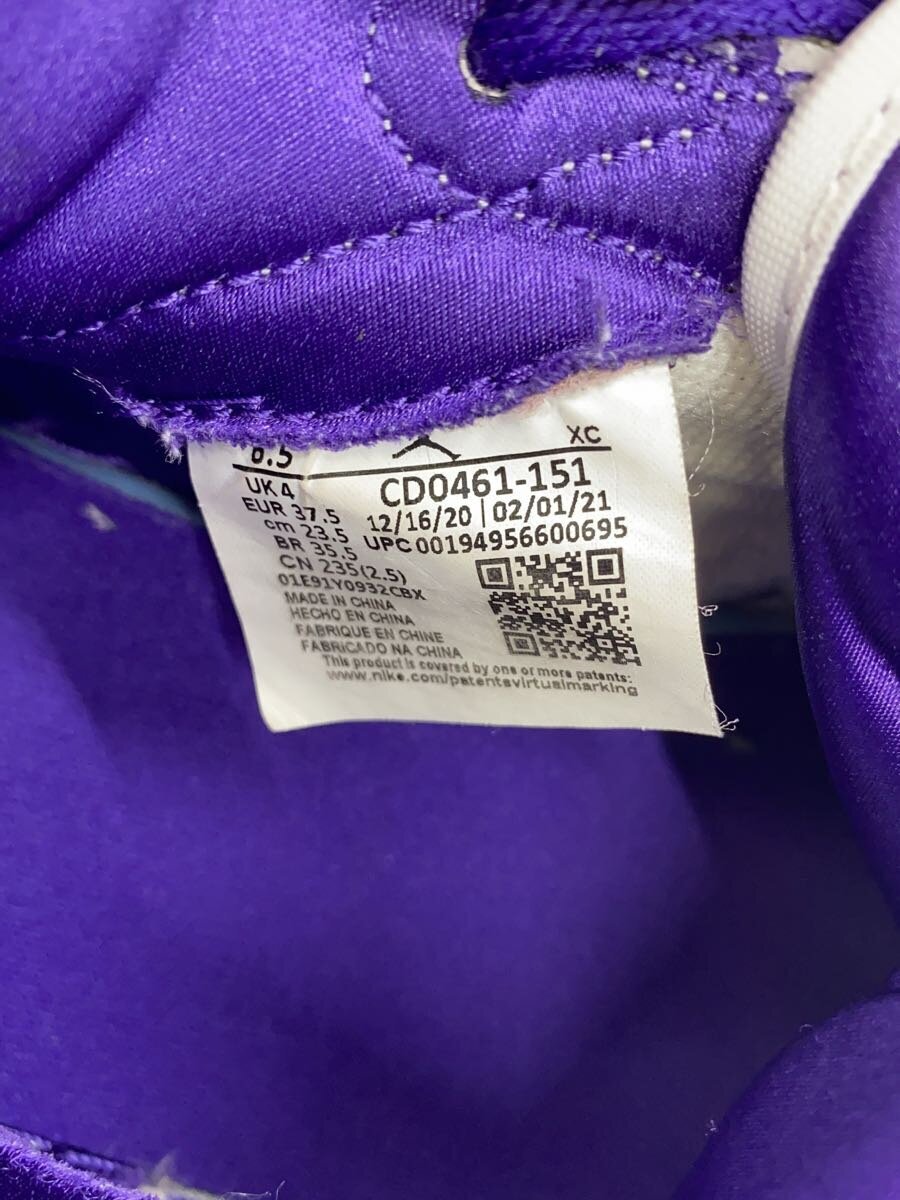 6.5 XC
UK 4
EUR 37.5
cm 23.5
BR 35.5
CN 235(2.5)
01E91Y0932CBX
CD0461-151
12/16/20 | 02/01/21
UPC 00194956600695
MADE IN CHINA
HECHO EN CHINA
FABRIQUE EN CHINE
FABRICADO NA CHINA
This product is covered by one or more patents:
www.nike.com/patentsvirtualmarking